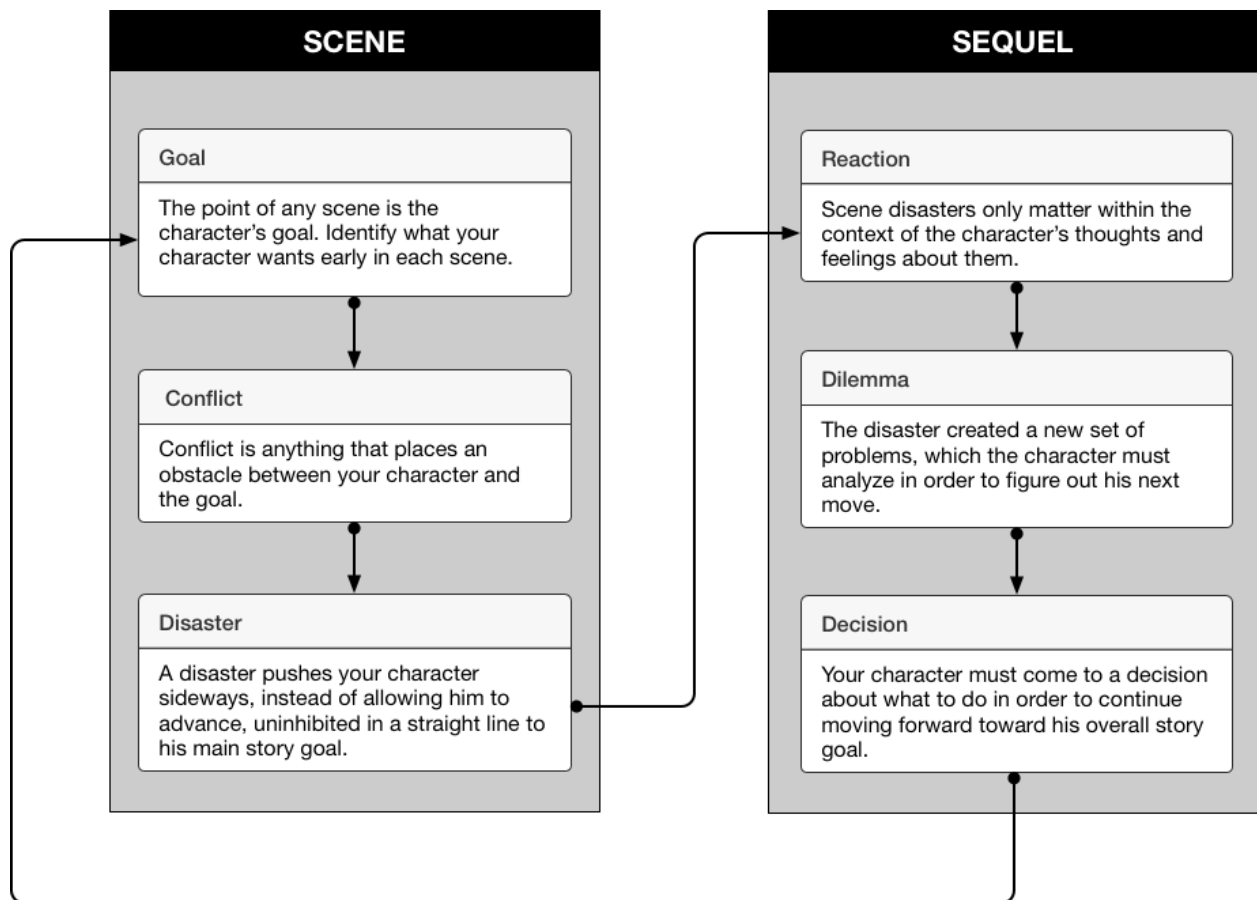 SCENE
Goal
The point of any scene is the
character’s goal. Identify what your
character wants early in each scene.
Conflict
Conflict is anything that places an
obstacle between your character and
the goal.
Disaster
A disaster pushes your character
sideways, instead of allowing him to
advance, uninhibited in a straight line to
his main story goal.
SEQUEL
Reaction
Scene disasters only matter within the
context of the character’s thoughts and
feelings about them.
Dilemma
The disaster created a new set of
problems, which the character must
analyze in order to figure out his next
move.
Decision
Your character must come to a decision
about what to do in order to continue
moving forward toward his overall story
goal.